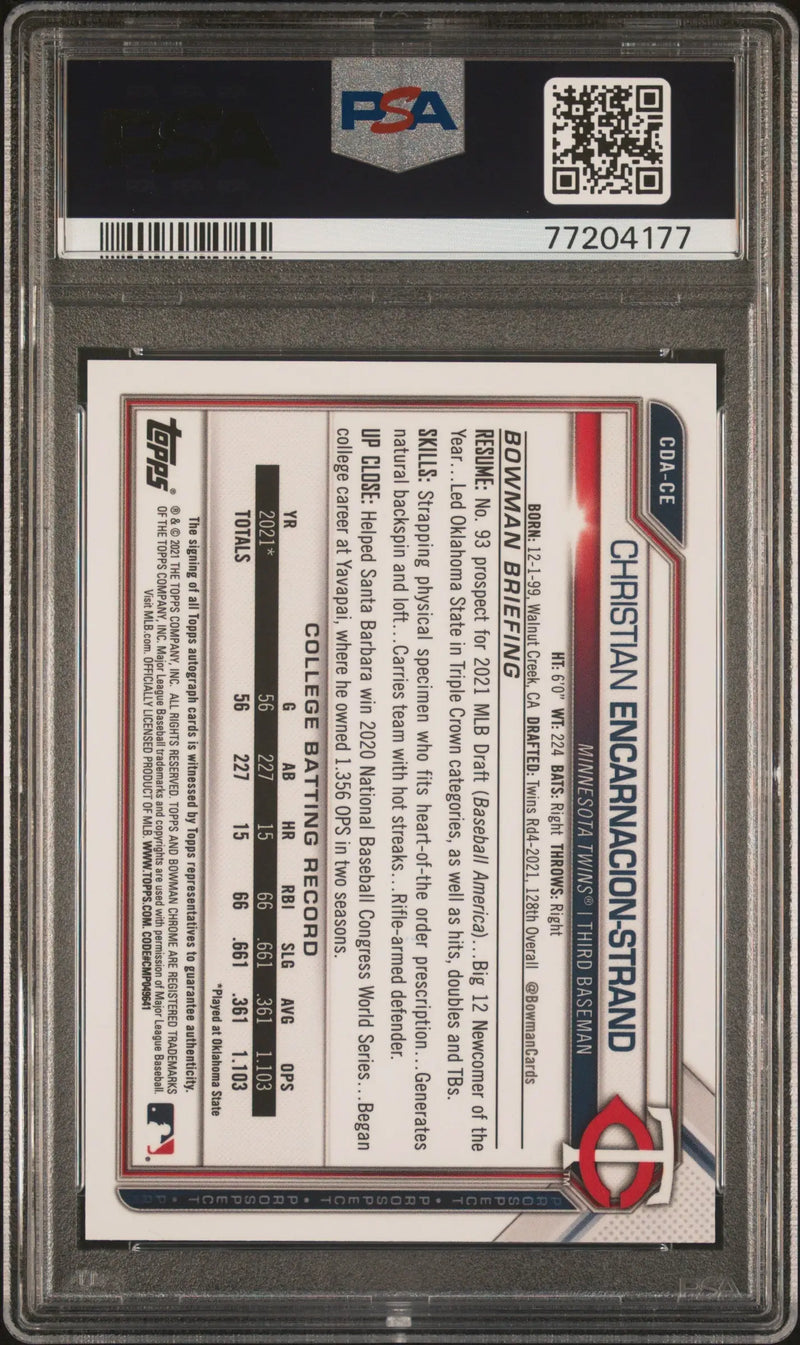 PSA
PSA
77204177
CDA-CE
CHRISTIAN ENCARNACION-STRAND
MINNESOTA TWINS® | THIRD BASEMAN
HT: 6'0" WT: 224 BATS: Right THROWS: Right
BORN: 12-1-99, Walnut Creek, CA DRAFTED: Twins Rd4-2021, 128th Overall @BowmanCards
BOWMAN BRIEFING
RESUME: No. 93 prospect for 2021 MLB Draft (Baseball America)... Big 12 Newcomer of the
Year...Led Oklahoma State in Triple Crown categories, as well as hits, doubles and TBs.
SKILLS: Strapping physical specimen who fits heart-of-the order prescription...Generates
natural backspin and loft...Carries team with hot streaks...Rifle-armed defender.
UP CLOSE: Helped Santa Barbara win 2020 National Baseball Congress World Series...Began
college career at Yavapai, where he owned 1.356 OPS in two seasons.
COLLEGE BATTING RECORD
YR G AB HR RBI SLG AVG OPS
2021* 56 227 15 66 .661 .361 1.103
TOTALS 56 227 15 66 .661 .361 1.103
*Played at Oklahoma State
The signing of all Topps autograph cards is witnessed by Topps representatives to guarantee authenticity.
® & © 2021 THE TOPPS COMPANY, INC. ALL RIGHTS RESERVED. TOPPS AND BOWMAN CHROME ARE REGISTERED TRADEMARKS
OF THE TOPPS COMPANY, INC. Major League Baseball trademarks and copyrights are used with permission of Major League Baseball.
Visit MLB.com. OFFICIALLY LICENSED PRODUCT OF MLB. WWW.TOPPS.COM. CODE#CMP049641
topps®
TC™
PROSPECT • PROSPECT • PROSPECT
PSA